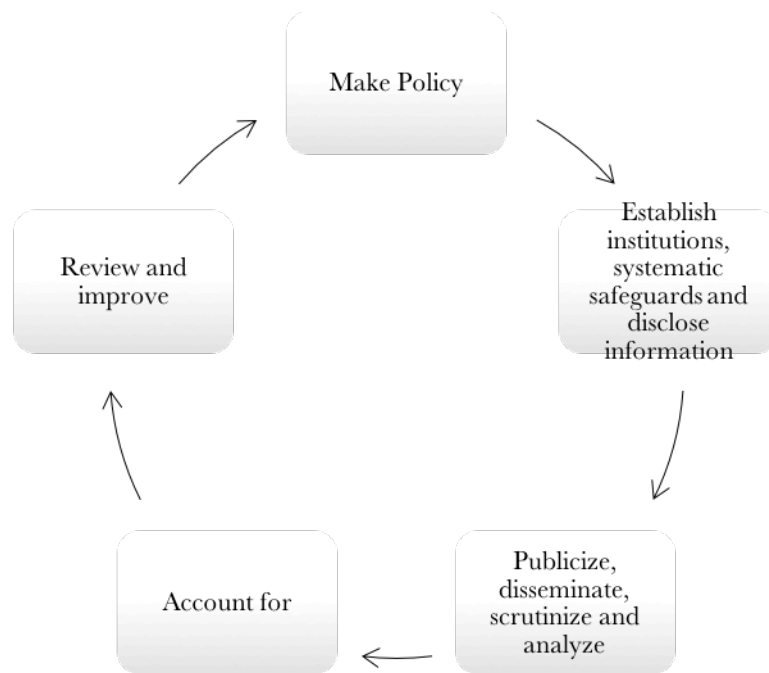 Make Policy
Establish
institutions,
systematic
safeguards and
disclose
information
Publicize,
disseminate,
scrutinize and
analyze
Account for
Review and
improve